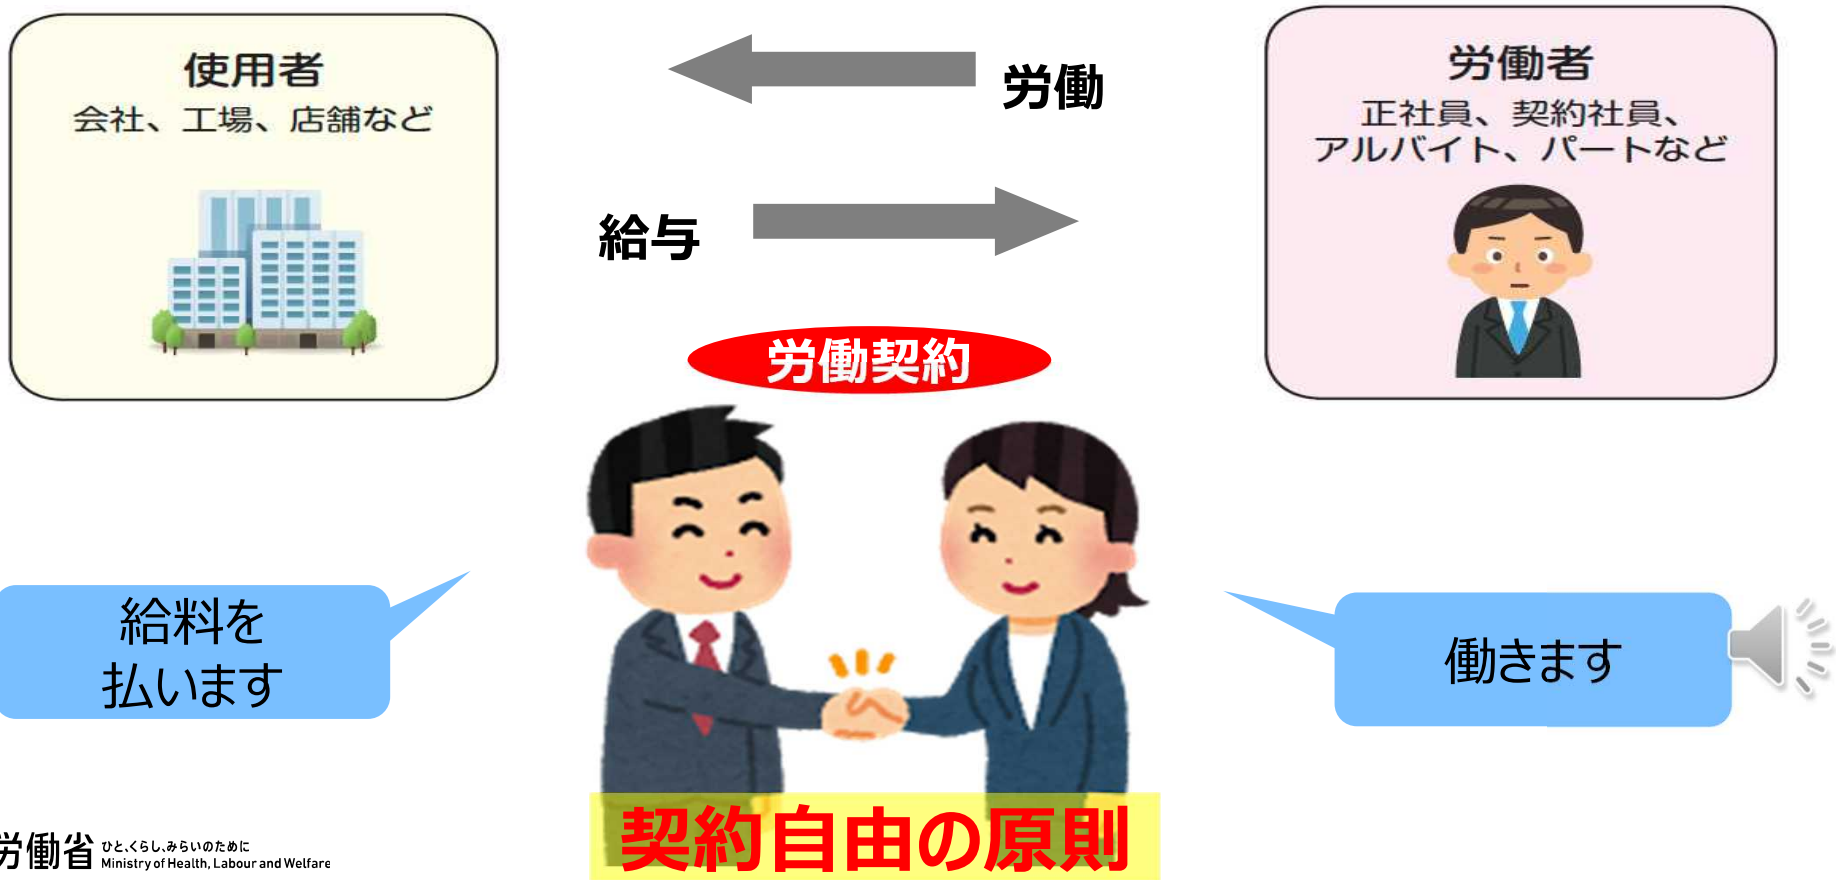 使用者
会社、工場、店舗など
労働
給与
労働者
正社員、契約社員、
アルバイト、パートなど
労働契約
給料を
払います
働きます
契約自由の原則
労働省
ひと、くらし、みらいのために
Ministry of Health, Labour and Welfare